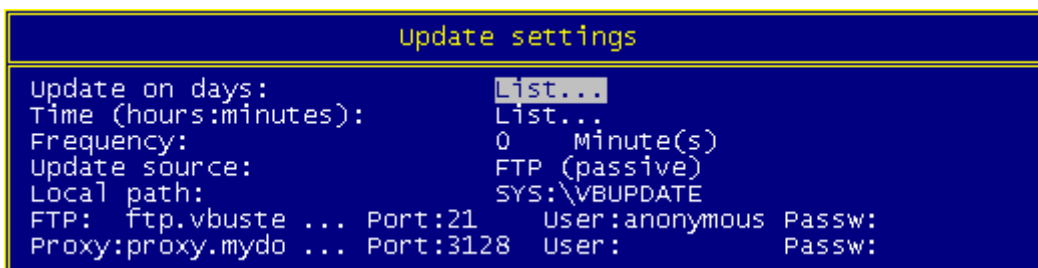 Update settings
Update on days: List...
Time (hours:minutes): List...
Frequency: 0 Minute(s)
Update source: FTP (passive)
Local path: SYS:\VBUPDATE
FTP: ftp.vbuste ... Port:21 User:anonymous Passw:
Proxy:proxy.mydo ... Port:3128 User: Passw: